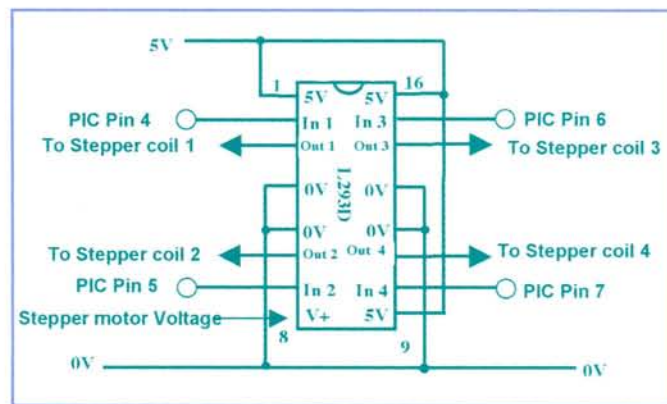 5V
1 16
5V 5V
PIC Pin 4 In 1 In 3 PIC Pin 6
To Stepper coil 1 Out 1 Out 3 To Stepper coil 3
L293D
0V 0V
0V 0V
To Stepper coil 2 Out 2 Out 4 To Stepper coil 4
PIC Pin 5 In 2 In 4 PIC Pin 7
Stepper motor Voltage V+ 5V
8 9
0V 0V